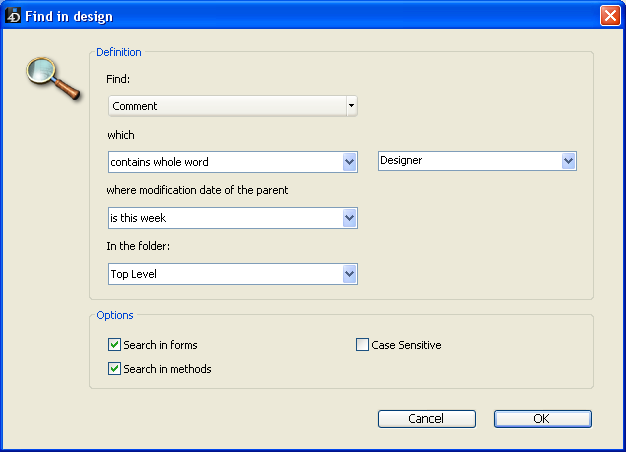 4D Find in design
Definition
Find:
Comment
which
contains whole word Designer
where modification date of the parent
is this week
In the folder:
Top Level
Options
Search in forms Case Sensitive
Search in methods
Cancel OK